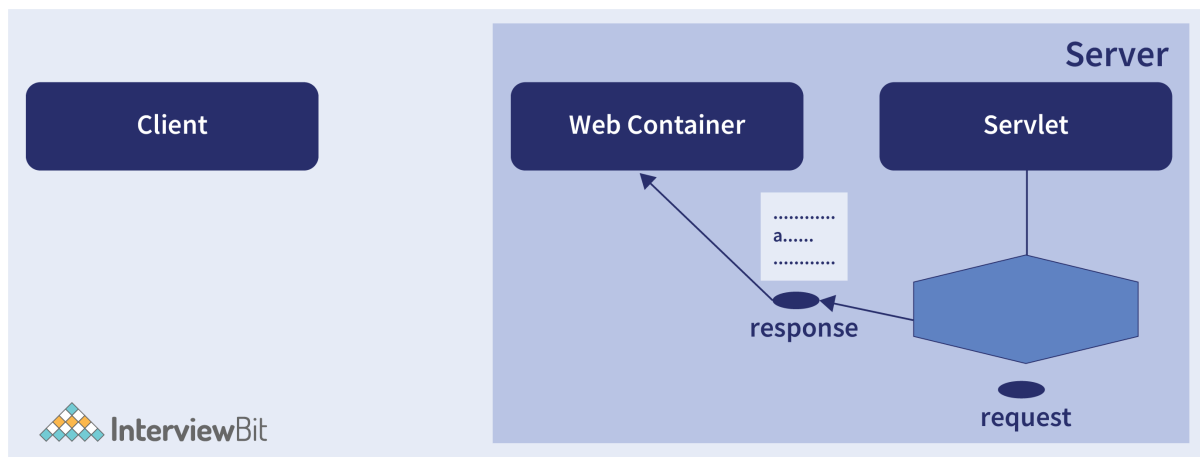 Server
Client
Web Container
Servlet
............
a......
............
response
request
InterviewBit